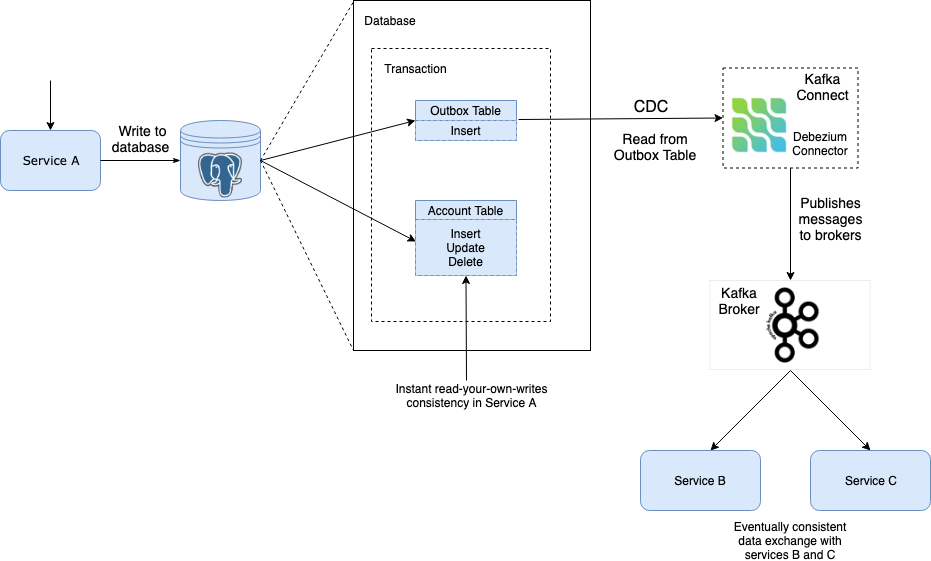 Database
Transaction
Outbox Table
Insert
Account Table
Insert
Update
Delete
Service A
Write to
database
CDC
Read from
Outbox Table
Kafka
Connect
Debezium
Connector
Publishes
messages
to brokers
Kafka
Broker
Instant read-your-own-writes
consistency in Service A
Service B
Service C
Eventually consistent
data exchange with
services B and C